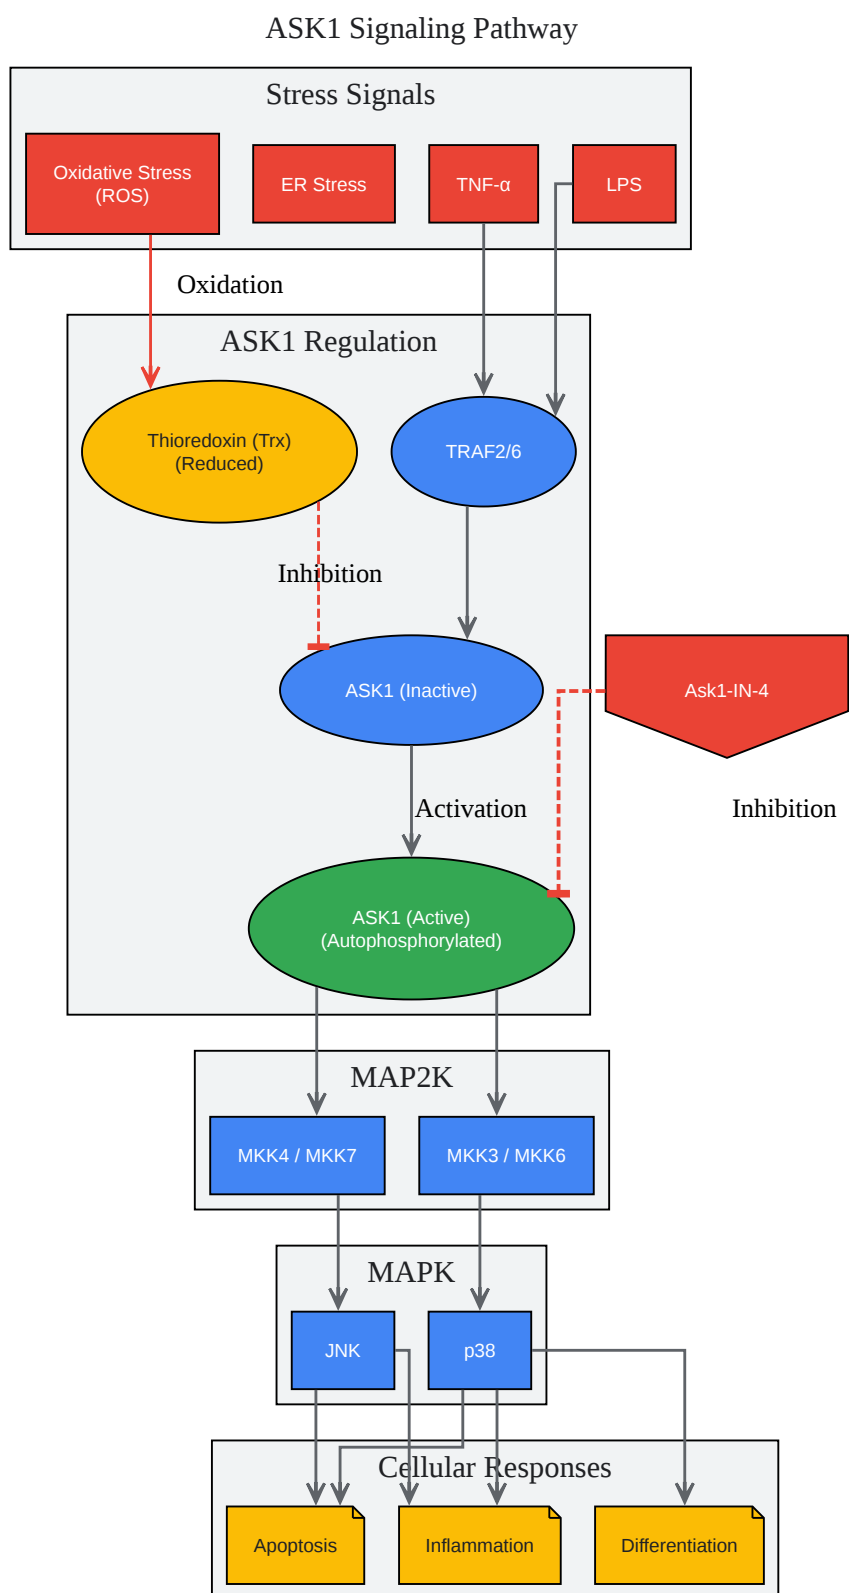 ASK1 Signaling Pathway
Stress Signals
Oxidative Stress
(ROS)
ER Stress
TNF-α
LPS
Oxidation
ASK1 Regulation
Thioredoxin (Trx)
(Reduced)
TRAF2/6
Inhibition
ASK1 (Inactive)
Ask1-IN-4
Activation
Inhibition
ASK1 (Active)
(Autophosphorylated)
MAP2K
MKK4 / MKK7
MKK3 / MKK6
MAPK
JNK
p38
Cellular Responses
Apoptosis
Inflammation
Differentiation